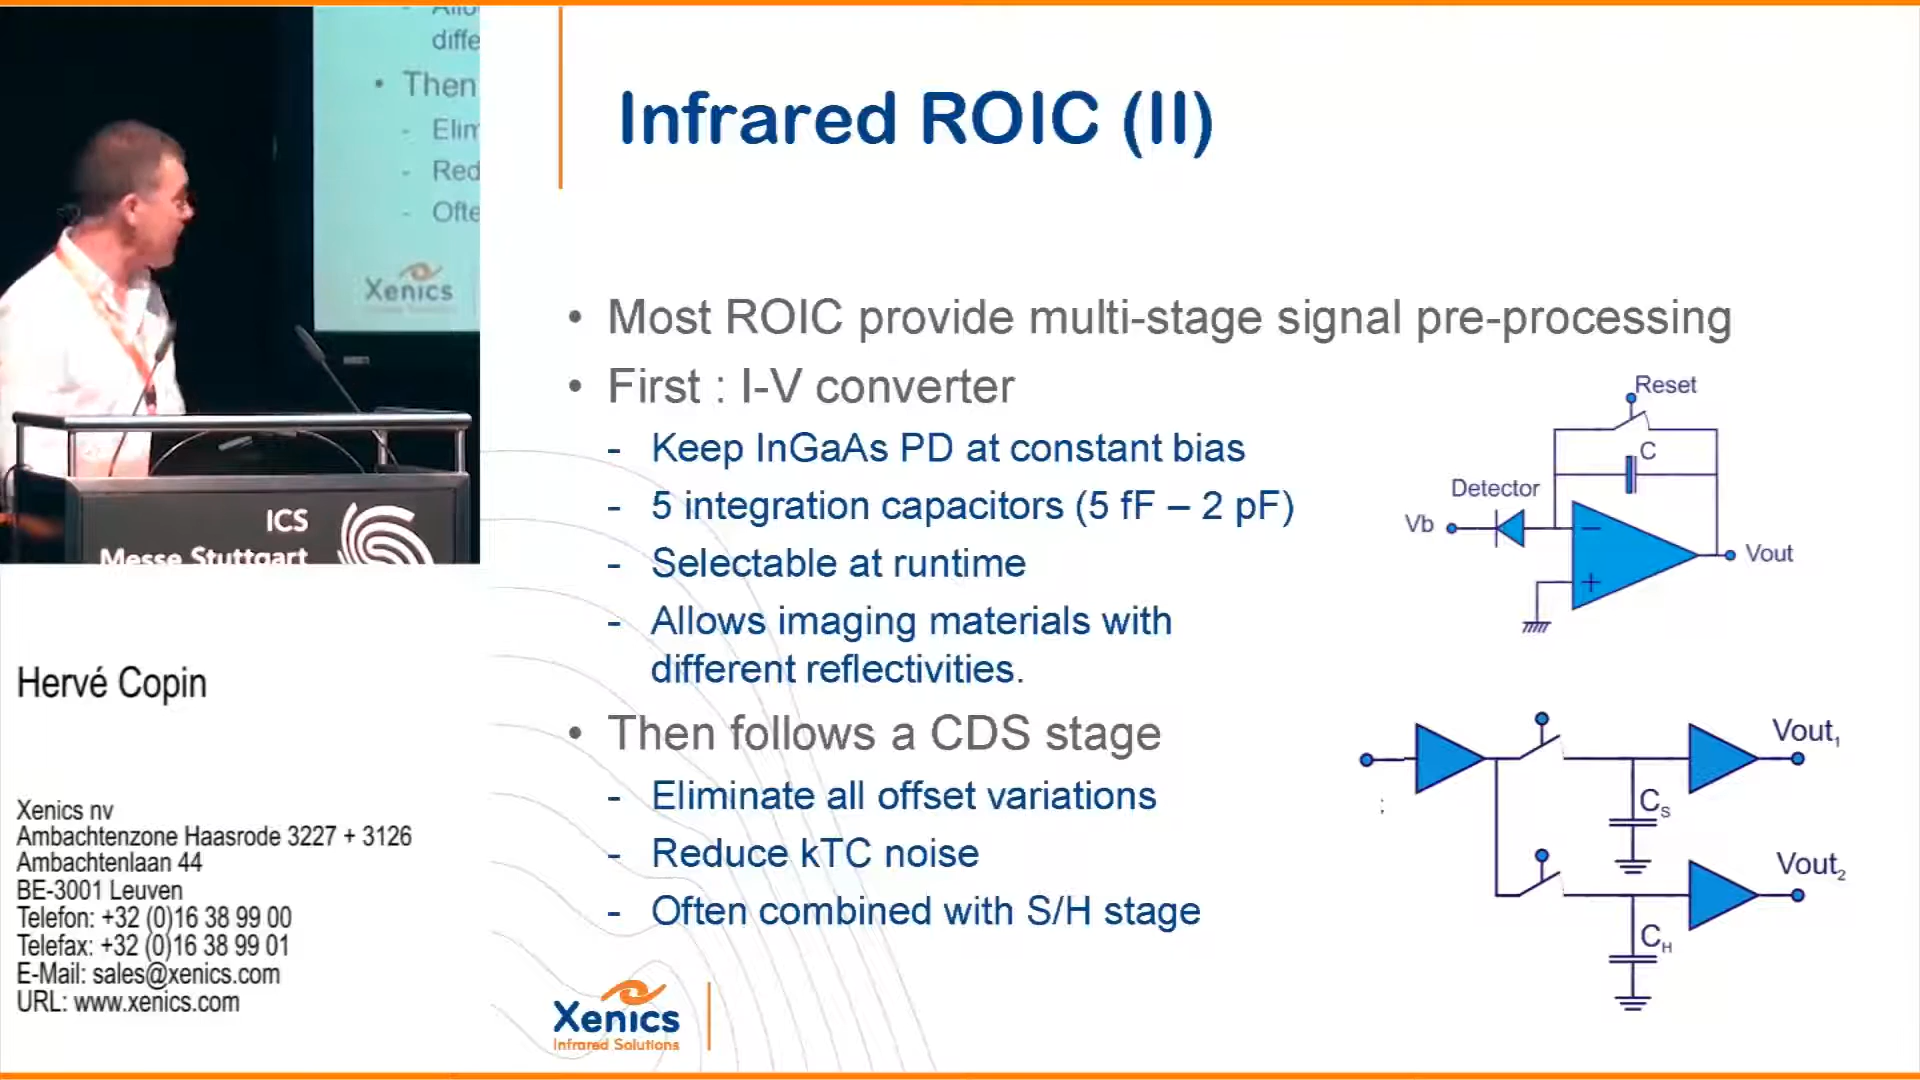 diffe
• Then
- Elim
- Red
- Ofte
Xenics
ICS
Messe Stuttgart
Hervé Copin
Xenics nv
Ambachtenzone Haasrode 3227 + 3126
Ambachtenlaan 44
BE-3001 Leuven
Telefon: +32 (0)16 38 99 00
Telefax: +32 (0)16 38 99 01
E-Mail: sales@xenics.com
URL: www.xenics.com
Infrared ROIC (II)
• Most ROIC provide multi-stage signal pre-processing
• First : I-V converter
- Keep InGaAs PD at constant bias
- 5 integration capacitors (5 fF – 2 pF)
- Selectable at runtime
- Allows imaging materials with
different reflectivities.
• Then follows a CDS stage
- Eliminate all offset variations
- Reduce kTC noise
- Often combined with S/H stage
Reset
C
Detector
Vb
−
+
Vout
Vout1
:
CS
Vout2
CH
Xenics
Infrared Solutions